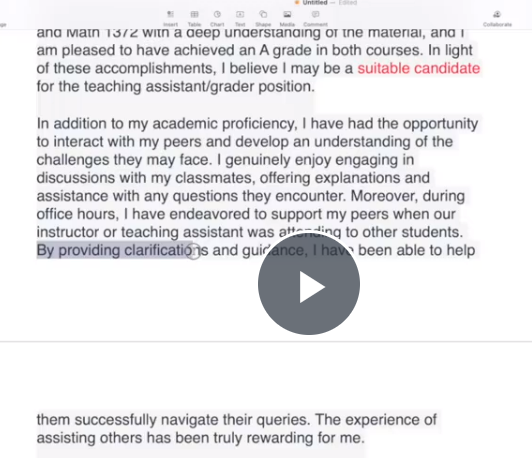 Untitled — Edited
Insert Table Chart Text Shape Media Comment Collaborate
and Math 1372 with a deep understanding of the material, and I
am pleased to have achieved an A grade in both courses. In light
of these accomplishments, I believe I may be a suitable candidate
for the teaching assistant/grader position.
In addition to my academic proficiency, I have had the opportunity
to interact with my peers and develop an understanding of the
challenges they may face. I genuinely enjoy engaging in
discussions with my classmates, offering explanations and
assistance with any questions they encounter. Moreover, during
office hours, I have endeavored to support my peers when our
instructor or teaching assistant was attending to other students.
By providing clarifications and guidance, I have been able to help
them successfully navigate their queries. The experience of
assisting others has been truly rewarding for me.